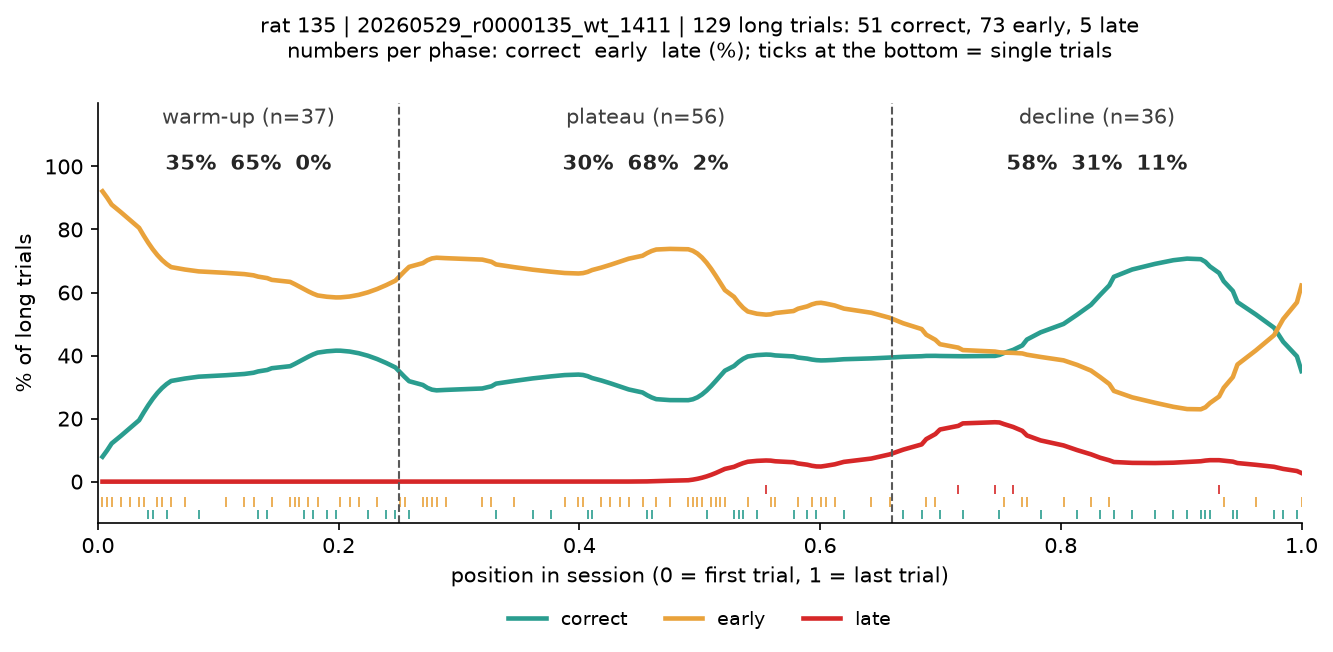 rat 135 | 20260529_r0000135_wt_1411 | 129 long trials: 51 correct, 73 early, 5 late
numbers per phase: correct  early  late (%); ticks at the bottom = single trials
warm-up (n=37)
plateau (n=56)
decline (n=36)
35%  65%  0%
30%  68%  2%
58%  31%  11%
% of long trials
100
80
60
40
20
0
0.0
0.2
0.4
0.6
0.8
1.0
position in session (0 = first trial, 1 = last trial)
correct
early
late